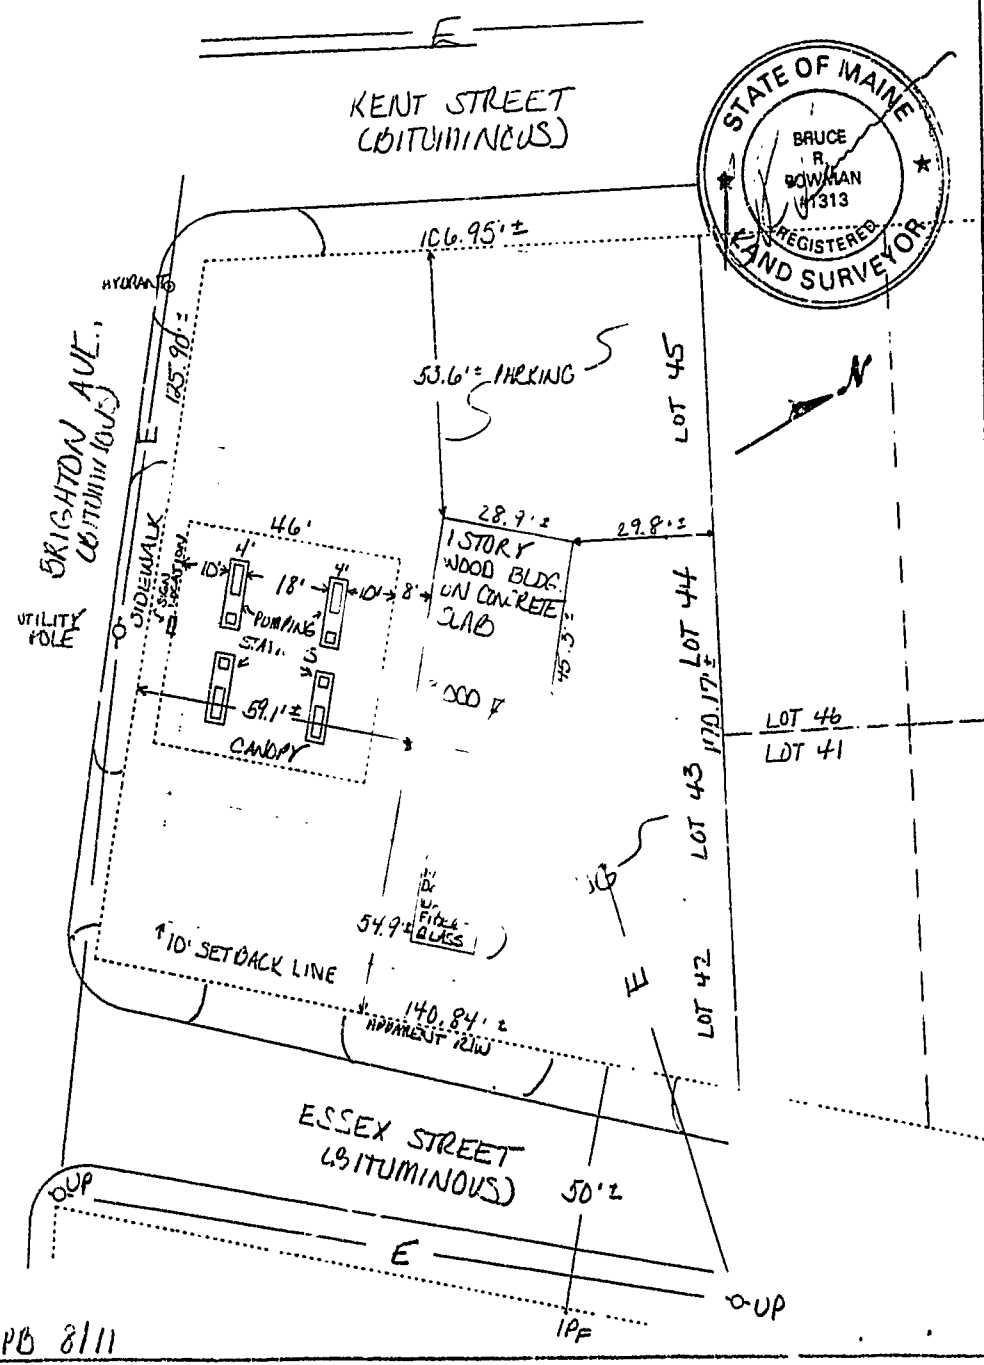 E
KENT STREET
(BITUMINOUS)
STATE OF MAINE
BRUCE
R.
BOWMAN
#1313
REGISTERED
LAND SURVEYOR
106.95'±
HYDRANT
125.90'±
BRIGHTON AVE.
(BITUMINOUS)
E
53.6'± PARKING
LOT 45
N
SIDEWALK
SIGN
LOCATION
46'
28.9'±
29.8'±
4'
10'
18'
4'
10'
8'
1 STORY
WOOD BLDG.
ON CONCRETE
SLAB
45.3'±
PUMPING
UTILITY
POLE
LOT 44
170.17'±
59.1'±
CANOPY
LOT 46
LOT 41
LOT 43
54.9'±
GLASS
10' SETBACK LINE
E
LOT 42
140.84'±
APPARENT R/W
ESSEX STREET
(BITUMINOUS)
50'±
UP
E
UP
IPF
PB 8/11